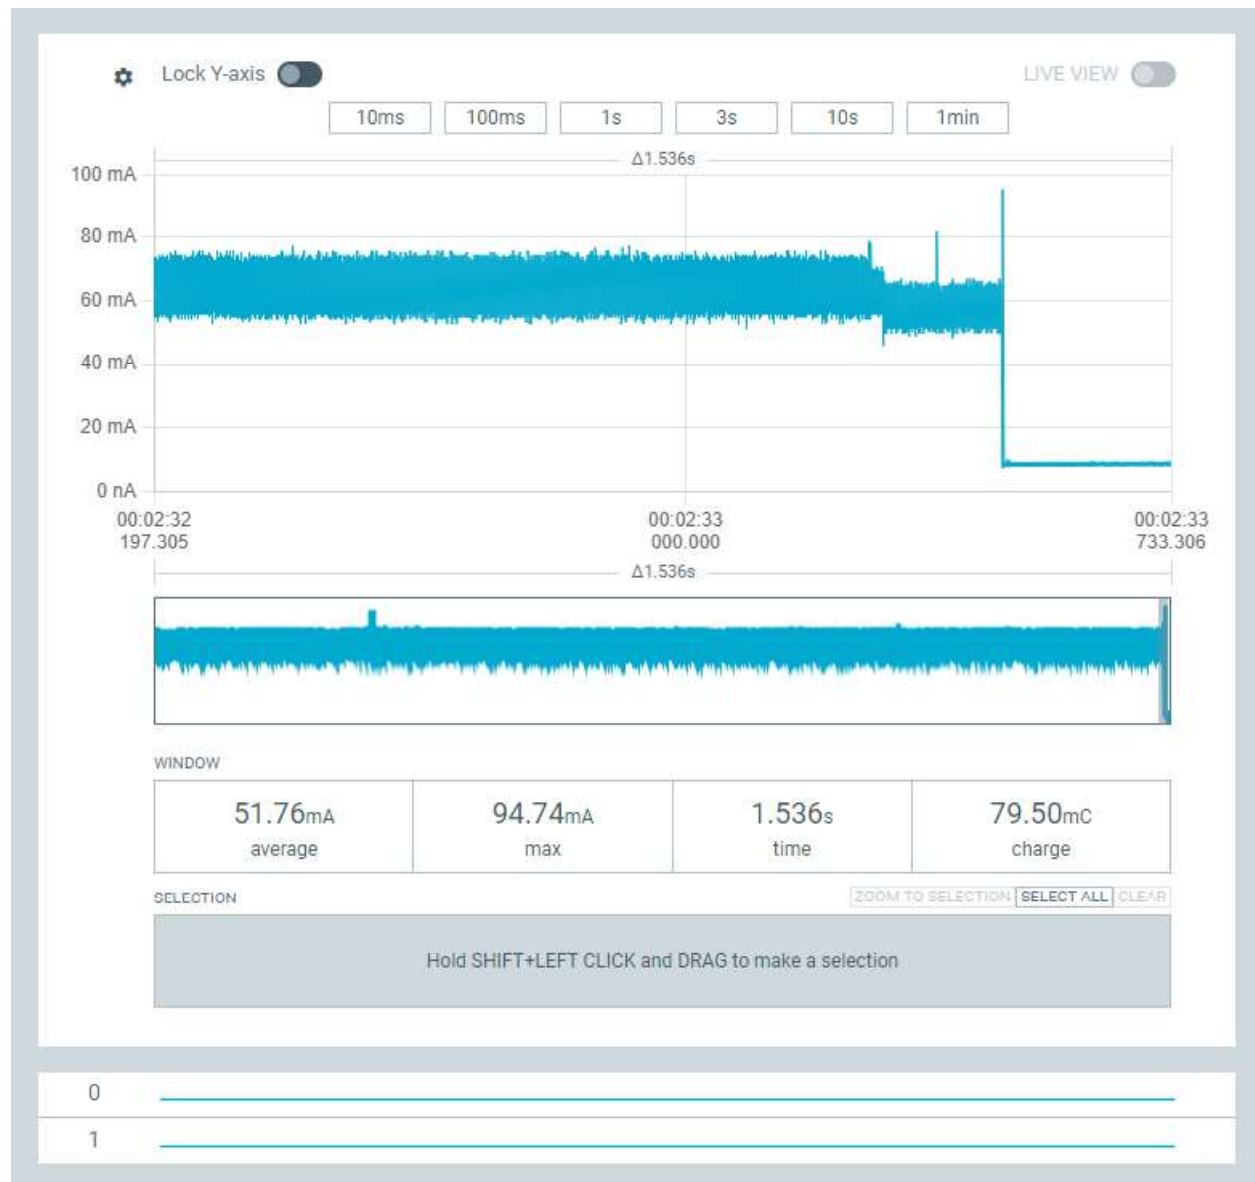 Lock Y-axis LIVE VIEW
10ms 100ms 1s 3s 10s 1min
Δ1.536s
100 mA
80 mA
60 mA
40 mA
20 mA
0 nA
00:02:32 00:02:33 00:02:33
197.305 000.000 733.306
Δ1.536s
WINDOW
51.76mA 94.74mA 1.536s 79.50mC
average max time charge
SELECTION ZOOM TO SELECTION SELECT ALL CLEAR
Hold SHIFT+LEFT CLICK and DRAG to make a selection
0
1